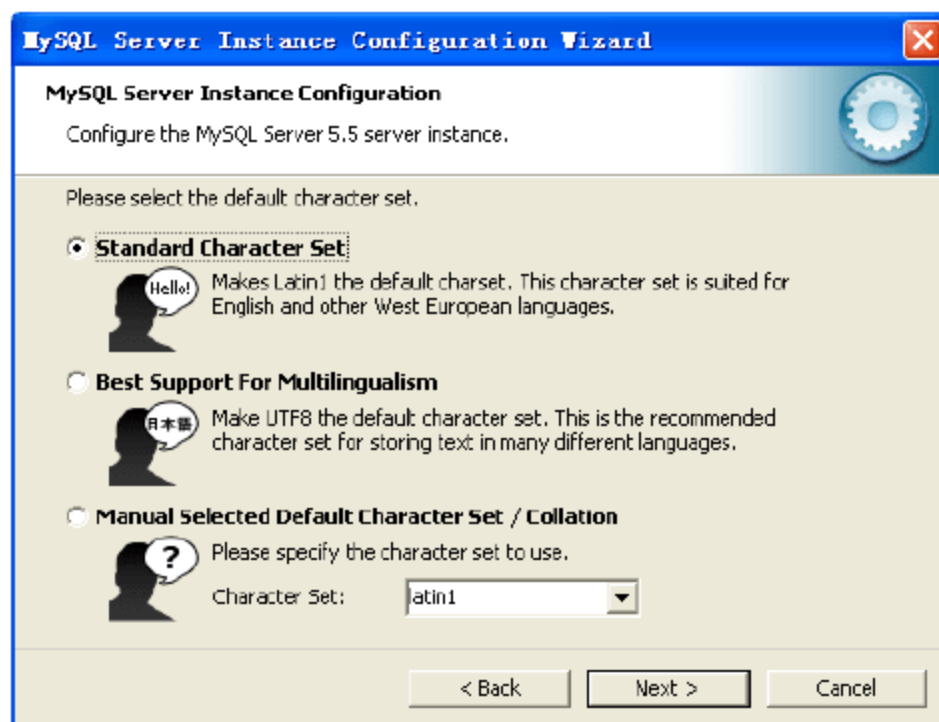 MySQL Server Instance Configuration Wizard
MySQL Server Instance Configuration
Configure the MySQL Server 5.5 server instance.
Please select the default character set.
Standard Character Set
Hello!
Makes Latin1 the default charset. This character set is suited for
English and other West European languages.
Best Support For Multilingualism
日本語
Make UTF8 the default character set. This is the recommended
character set for storing text in many different languages.
Manual Selected Default Character Set / Collation
?
Please specify the character set to use.
Character Set:
latin1
< Back
Next >
Cancel